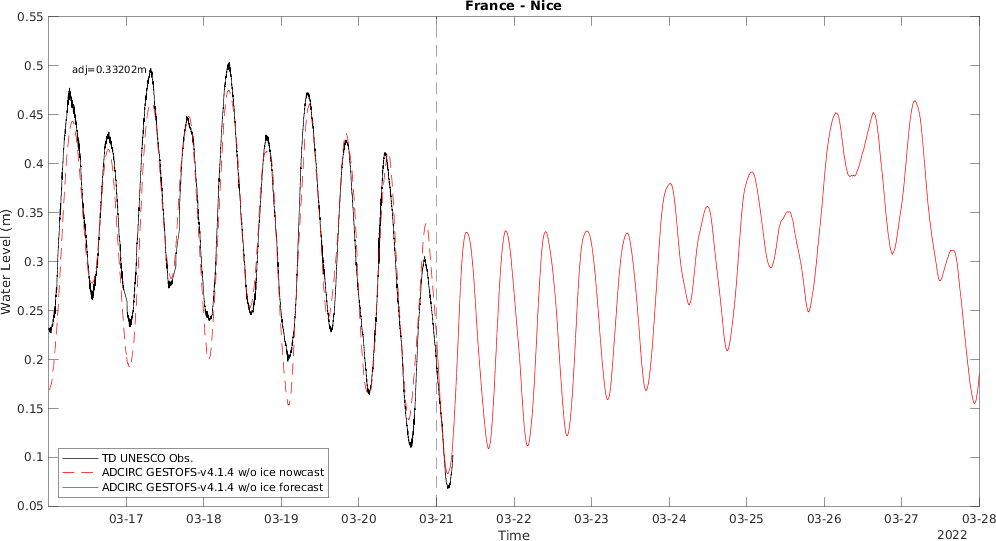 France - Nice
adj=0.33202m
Water Level (m)
0.55
0.5
0.45
0.4
0.35
0.3
0.25
0.2
0.15
0.1
0.05
TD UNESCO Obs.
ADCIRC GESTOFS-v4.1.4 w/o ice nowcast
ADCIRC GESTOFS-v4.1.4 w/o ice forecast
03-17 03-18 03-19 03-20 03-21 03-22 03-23 03-24 03-25 03-26 03-27 03-28
Time
2022